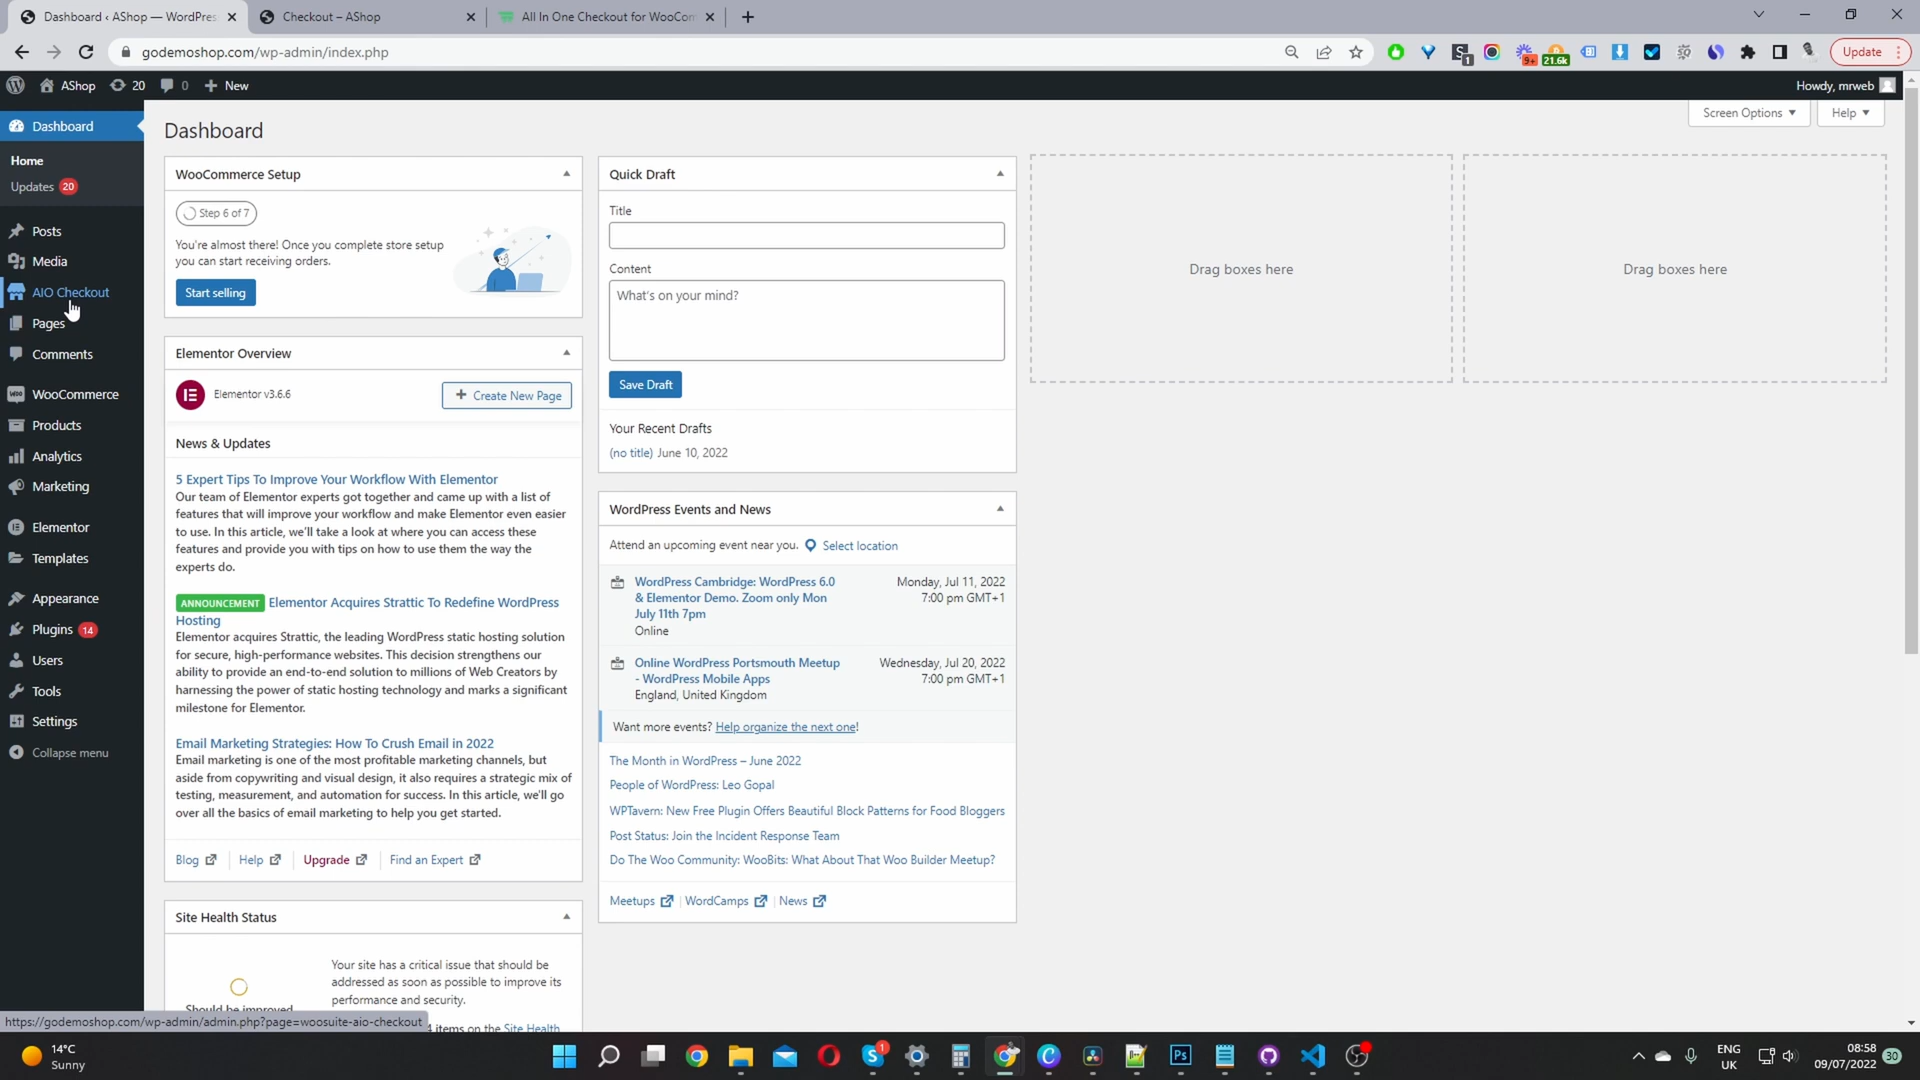 Dashboard ‹ AShop — WordPres
Checkout – AShop
All In One Checkout for WooCom
godemoshop.com/wp-admin/index.php
1
9+
21.6k
Update
AShop
20
0
New
Howdy, mrweb
Dashboard
Home
Updates 20
Posts
Media
AIO Checkout
Pages
Comments
WooCommerce
Products
Analytics
Marketing
Elementor
Templates
Appearance
Plugins 14
Users
Tools
Settings
Collapse menu
Dashboard
Screen Options
Help
WooCommerce Setup
Step 6 of 7
You're almost there! Once you complete store setup
you can start receiving orders.
Start selling
Elementor Overview
Elementor v3.6.6
Create New Page
News & Updates
5 Expert Tips To Improve Your Workflow With Elementor
Our team of Elementor experts got together and came up with a list of
features that will improve your workflow and make Elementor even easier
to use. In this article, we'll take a look at where you can access these
features and provide you with tips on how to use them the way the
experts do.
ANNOUNCEMENT Elementor Acquires Strattic To Redefine WordPress
Hosting
Elementor acquires Strattic, the leading WordPress static hosting solution
for secure, high-performance websites. This decision strengthens our
ability to provide an end-to-end solution to millions of Web Creators by
harnessing the power of static hosting technology and marks a significant
milestone for Elementor.
Email Marketing Strategies: How To Crush Email in 2022
Email marketing is one of the most profitable marketing channels, but
aside from copywriting and visual design, it also requires a strategic mix of
testing, measurement, and automation for success. In this article, we'll go
over all the basics of email marketing to help you get started.
Blog
Help
Upgrade
Find an Expert
Site Health Status
Your site has a critical issue that should be
addressed as soon as possible to improve its
performance and security.
Should be improved
4 items on the Site Health
Quick Draft
Title
Content
What's on your mind?
Save Draft
Your Recent Drafts
(no title) June 10, 2022
WordPress Events and News
Attend an upcoming event near you. Select location
WordPress Cambridge: WordPress 6.0
& Elementor Demo. Zoom only Mon
July 11th 7pm
Online
Monday, Jul 11, 2022
7:00 pm GMT+1
Online WordPress Portsmouth Meetup
- WordPress Mobile Apps
England, United Kingdom
Wednesday, Jul 20, 2022
7:00 pm GMT+1
Want more events? Help organize the next one!
The Month in WordPress – June 2022
People of WordPress: Leo Gopal
WPTavern: New Free Plugin Offers Beautiful Block Patterns for Food Bloggers
Post Status: Join the Incident Response Team
Do The Woo Community: WooBits: What About That Woo Builder Meetup?
Meetups
WordCamps
News
Drag boxes here
Drag boxes here
https://godemoshop.com/wp-admin/admin.php?page=woosuite-aio-checkout
14°C
Sunny
1
Ps
ENG
UK
08:58
09/07/2022
30